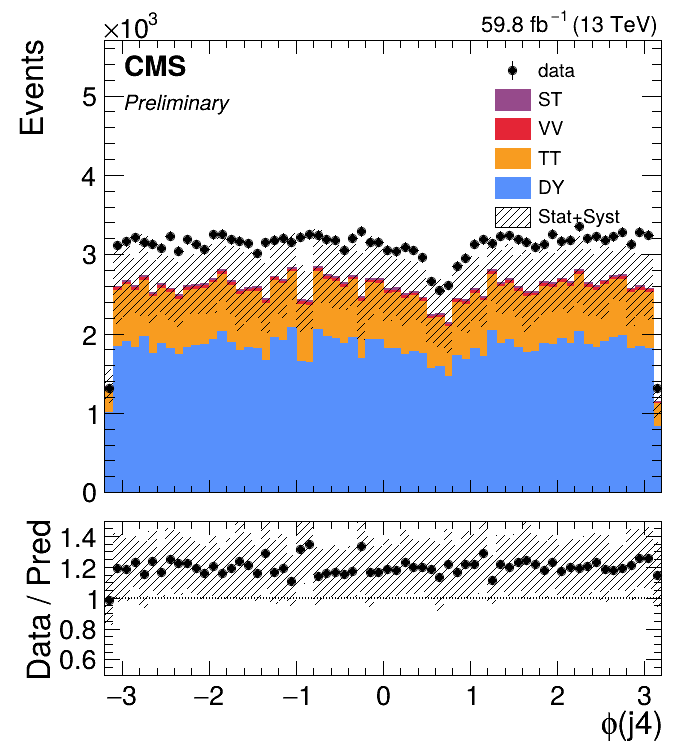 ×10³
59.8 fb⁻¹ (13 TeV)
CMS
Preliminary
Events
data
ST
VV
TT
DY
Stat+Syst
5
4
3
2
1
0
Data / Pred
1.4
1.2
1
0.8
0.6
−3 −2 −1 0 1 2 3
ϕ(j4)